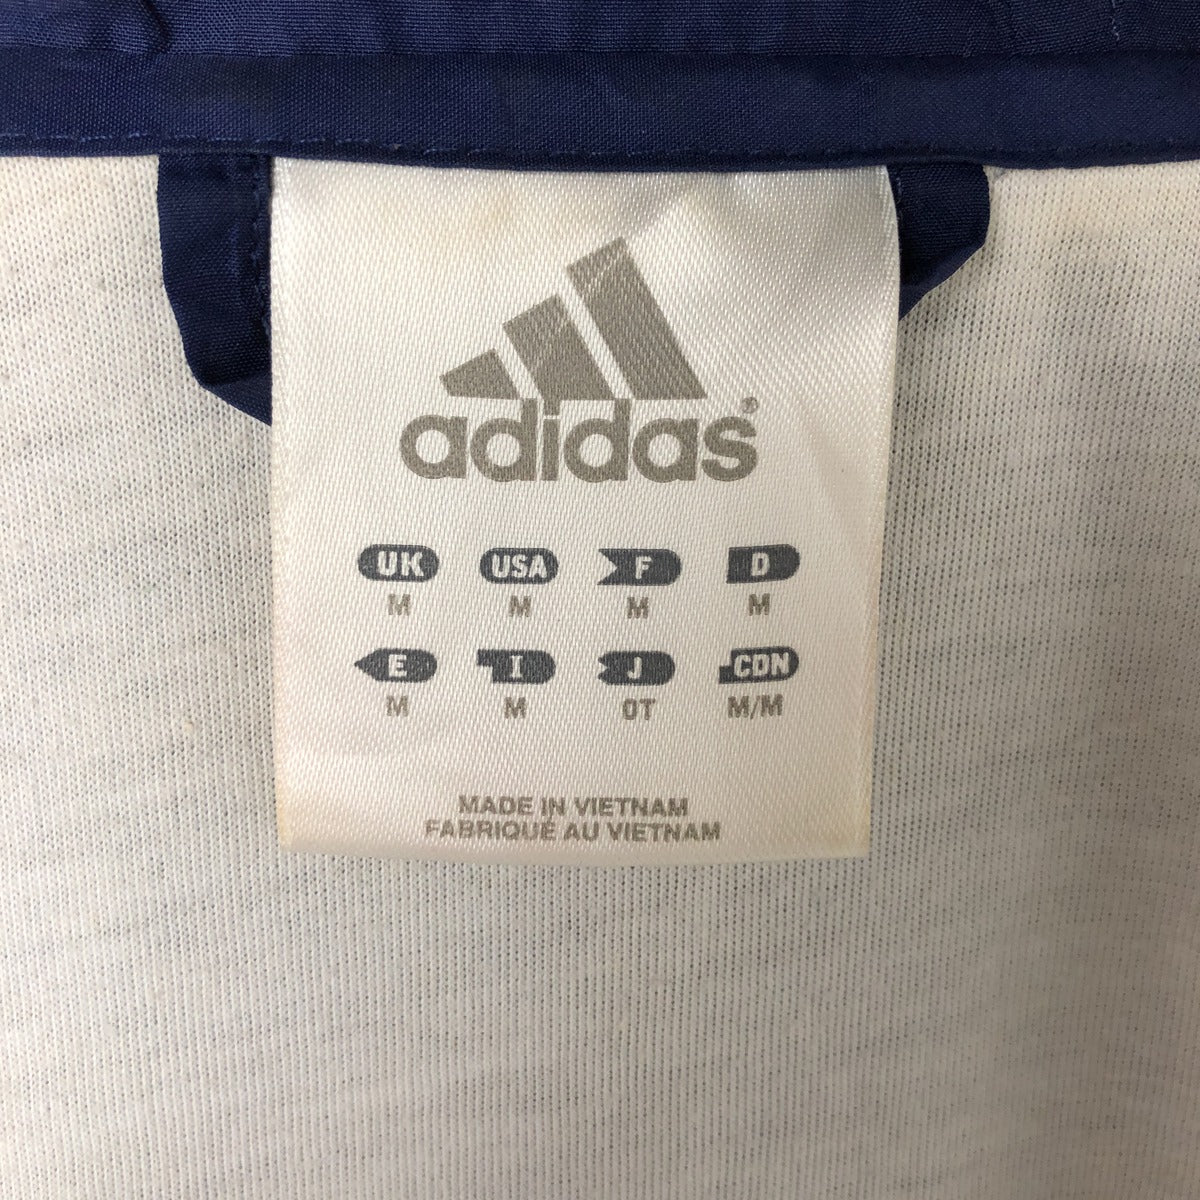 adidas®
UK USA F D
M M M M
E I J CDN
M M OT M/M
MADE IN VIETNAM
FABRIQUÉ AU VIETNAM